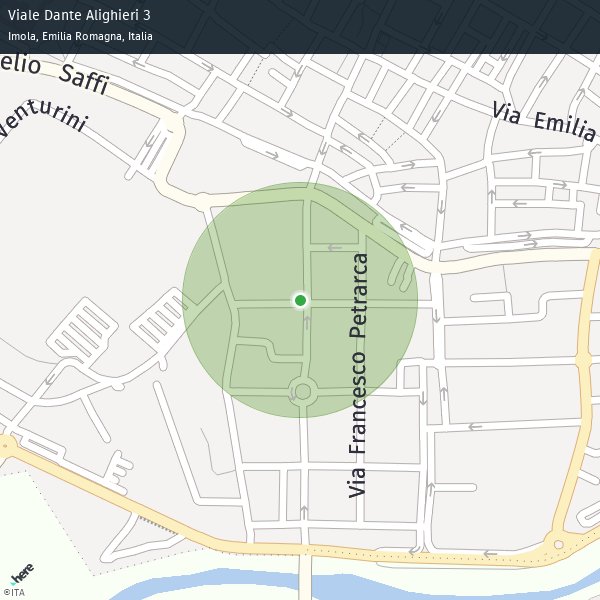 Viale Dante Alighieri 3
Imola, Emilia Romagna, Italia
elio Saffi
Venturini
Via Emilia
Via Francesco Petrarca
here
©ITA